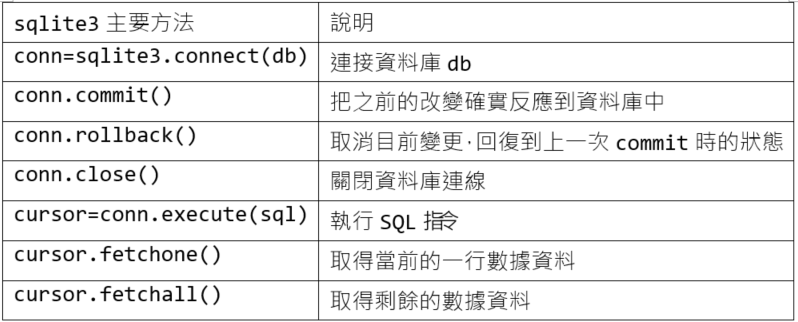 sqlite3 主要方法 說明
conn=sqlite3.connect(db) 連接資料庫 db
conn.commit() 把之前的改變確實反應到資料庫中
conn.rollback() 取消目前變更,回復到上一次 commit 時的狀態
conn.close() 關閉資料庫連線
cursor=conn.execute(sql) 執行 SQL 指令
cursor.fetchone() 取得當前的一行數據資料
cursor.fetchall() 取得剩餘的數據資料